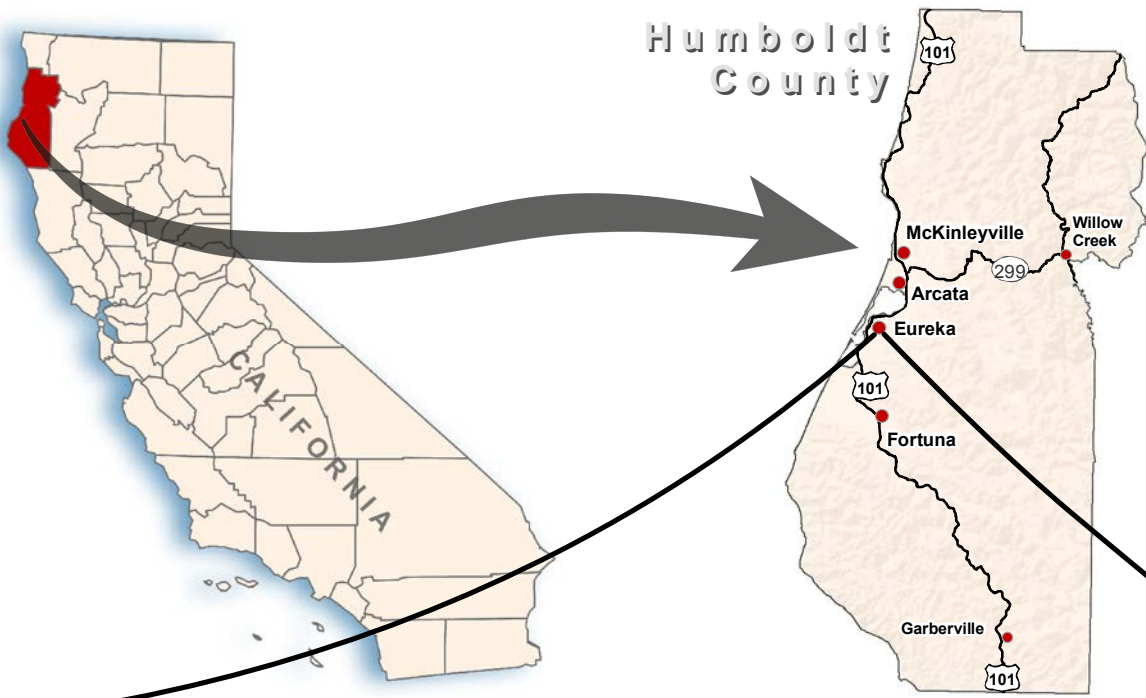 Humboldt
County
101
McKinleyville
Willow
Creek
299
Arcata
Eureka
101
Fortuna
Garberville
101
CALIFORNIA